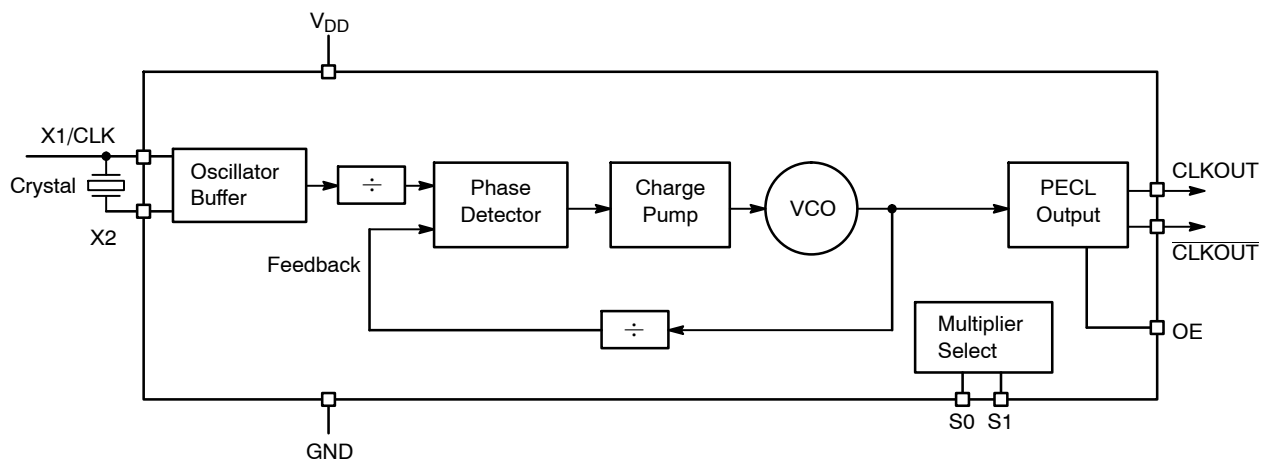 VDD
X1/CLK
Crystal
X2
Oscillator
Buffer
÷
Phase
Detector
Charge
Pump
VCO
PECL
Output
CLKOUT
CLKOUT
Feedback
÷
Multiplier
Select
OE
S0 S1
GND